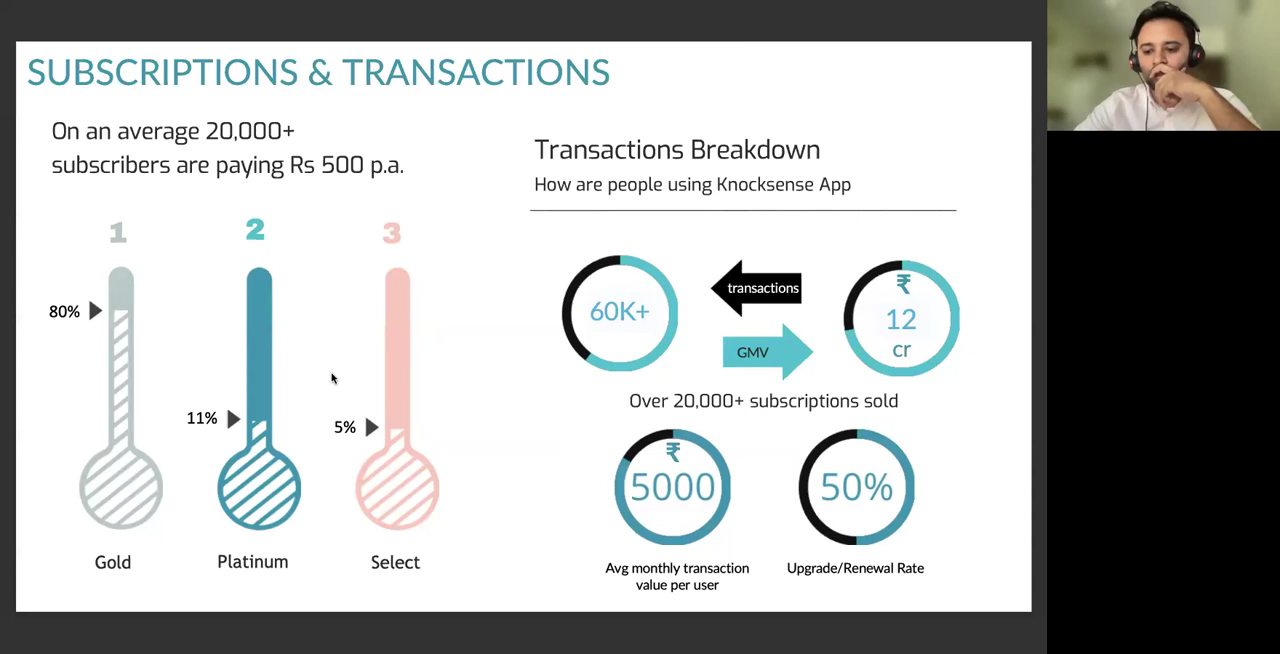 SUBSCRIPTIONS & TRANSACTIONS
On an average 20,000+
subscribers are paying Rs 500 p.a.
1
2
3
80%
11%
5%
Gold
Platinum
Select
Transactions Breakdown
How are people using Knocksense App
60K+
transactions
GMV
₹
12
cr
Over 20,000+ subscriptions sold
₹
5000
50%
Avg monthly transaction
value per user
Upgrade/Renewal Rate